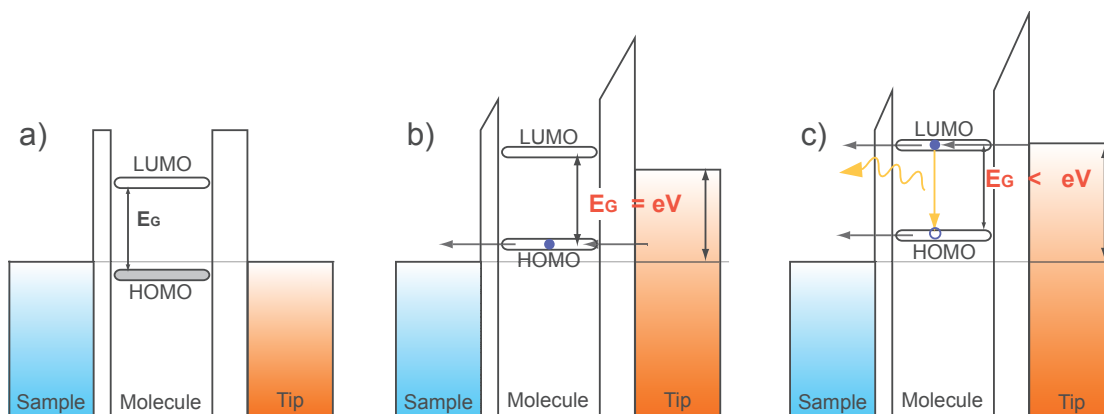 a)
LUMO
EG
HOMO
Sample
Molecule
Tip
b)
LUMO
EG = eV
HOMO
Sample
Molecule
Tip
c)
LUMO
EG < eV
HOMO
Sample
Molecule
Tip